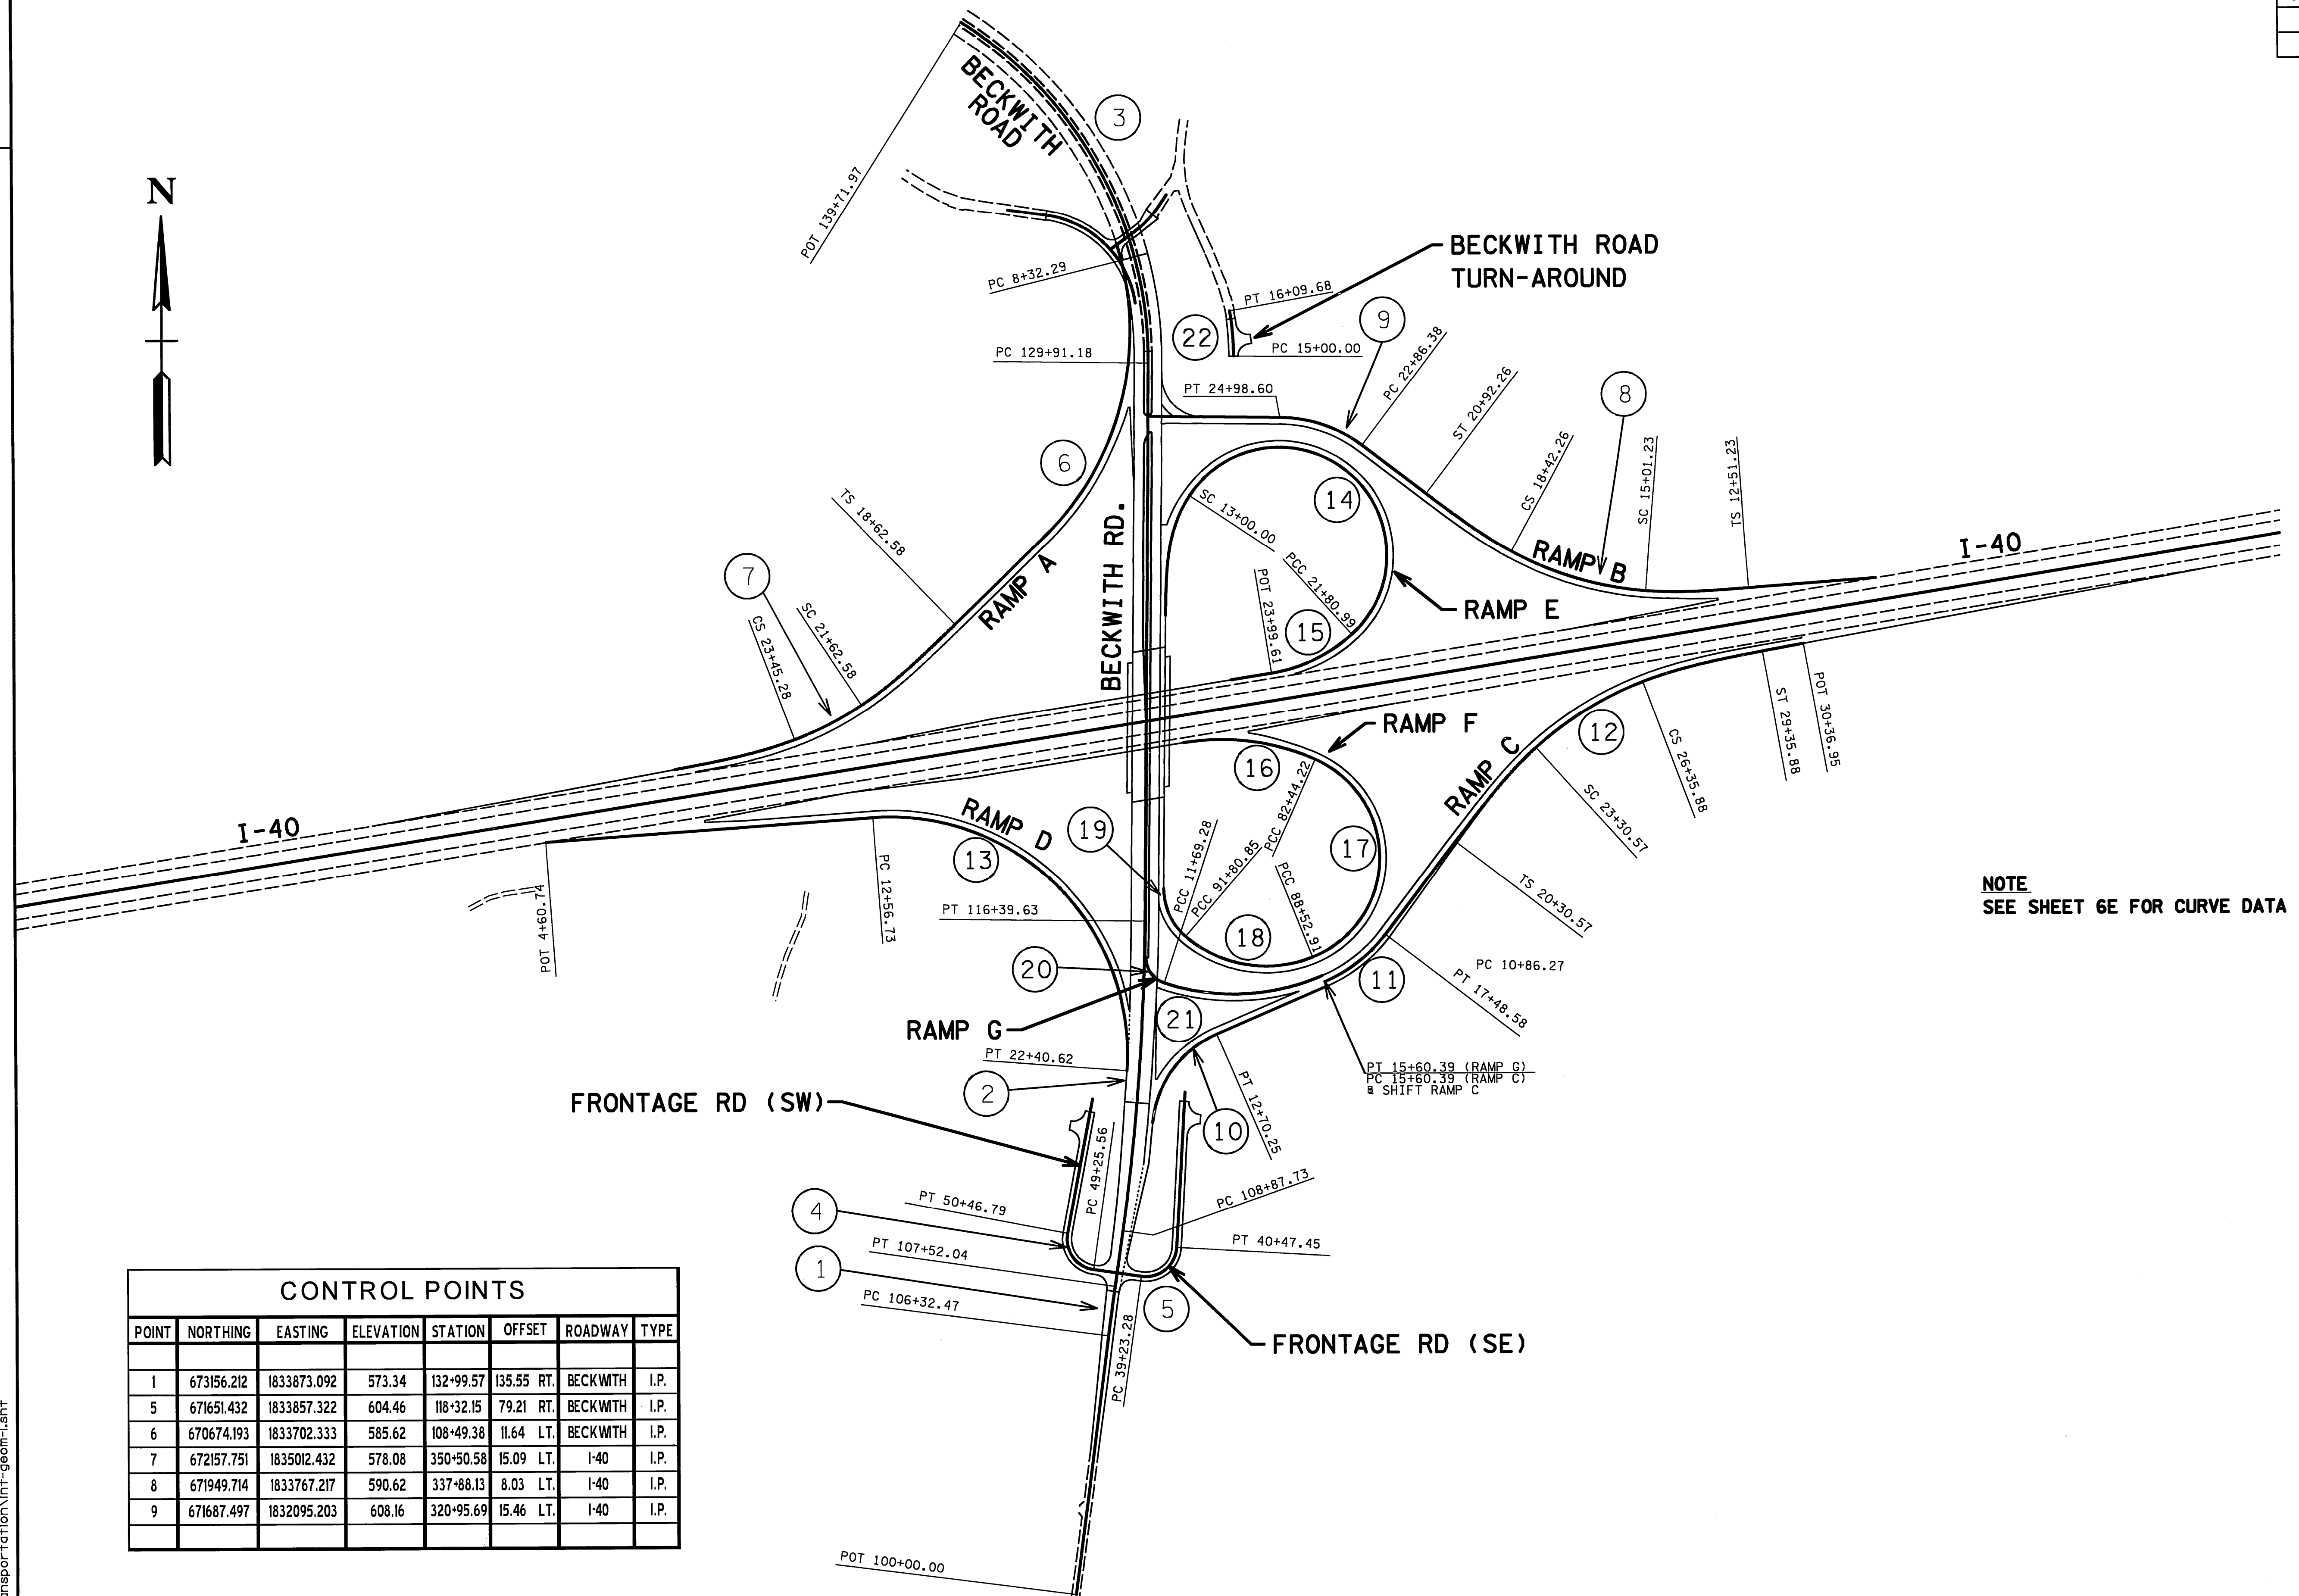 N
BECKWITH
ROAD
3
POT 139+71.97
PC 8+32.29
BECKWITH ROAD
TURN-AROUND
PT 16+09.68
22
9
PC 129+91.18
PC 15+00.00
PT 24+98.60
PC 22+86.38
ST 20+92.26
8
CS 18+42.26
SC 15+01.23
TS 12+51.23
6
TS 18+62.58
BECKWITH RD.
SC 13+00.00
14
RAMP B
I-40
7
RAMP A
PCC 21+80.99
POT 23+99.61
15
RAMP E
SC 21+62.58
CS 23+45.28
RAMP F
16
PCC 82+44.22
RAMP C
12
POT 30+36.95
ST 29+35.88
CS 26+35.88
SC 23+30.57
I-40
RAMP D
13
19
17
PCC 11+69.28
PCC 91+80.85
PCC 88+52.91
18
TS 20+30.57
NOTE
SEE SHEET 6E FOR CURVE DATA
POT 4+60.74
PC 12+56.73
PT 116+39.63
20
PC 10+86.27
11
PT 17+48.58
RAMP G
21
PT 22+40.62
PT 15+60.39 (RAMP G)
PC 15+60.39 (RAMP C)
SHIFT RAMP C
2
FRONTAGE RD (SW)
PT 12+70.25
10
PC 49+25.56
PC 108+87.73
4
PT 50+46.79
PT 107+52.04
PT 40+47.45
1
PC 106+32.47
5
PC 39+23.28
FRONTAGE RD (SE)
POT 100+00.00
CONTROL POINTS
POINT NORTHING EASTING ELEVATION STATION OFFSET ROADWAY TYPE
1 673156.212 1833873.092 573.34 132+99.57 135.55 RT. BECKWITH I.P.
5 671651.432 1833857.322 604.46 118+32.15 79.21 RT. BECKWITH I.P.
6 670674.193 1833702.333 585.62 108+49.38 11.64 LT. BECKWITH I.P.
7 672157.751 1835012.432 578.08 350+50.58 15.09 LT. I-40 I.P.
8 671949.714 1833767.217 590.62 337+88.13 8.03 LT. I-40 I.P.
9 671687.497 1832095.203 608.16 320+95.69 15.46 LT. I-40 I.P.